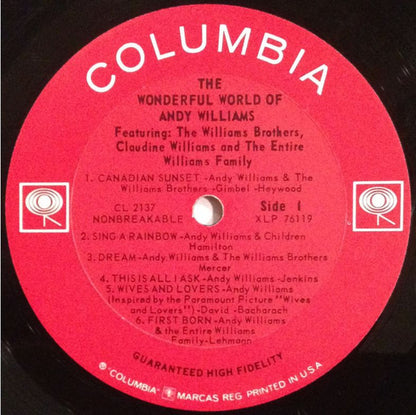 COLUMBIA
THE
WONDERFUL WORLD OF
ANDY WILLIAMS
Featuring: The Williams Brothers,
Claudine Williams and The Entire
Williams Family
1. CANADIAN SUNSET -Andy Williams & The
Williams Brothers -Gimbel -Heywood
CL 2137 Side 1
NONBREAKABLE XLP 76119
2. SING A RAINBOW -Andy Williams & Children
Hamilton
3. DREAM -Andy Williams & The Williams Brothers
Mercer
4. THIS IS ALL I ASK -Andy Williams -Jenkins
5. WIVES AND LOVERS -Andy Williams
(Inspired by the Paramount Picture "Wives
and Lovers") -David -Bacharach
6. FIRST BORN -Andy Williams
& the Entire Williams
Family -Lehmann
GUARANTEED HIGH FIDELITY
® "COLUMBIA" MARCAS REG. PRINTED IN U.S.A.